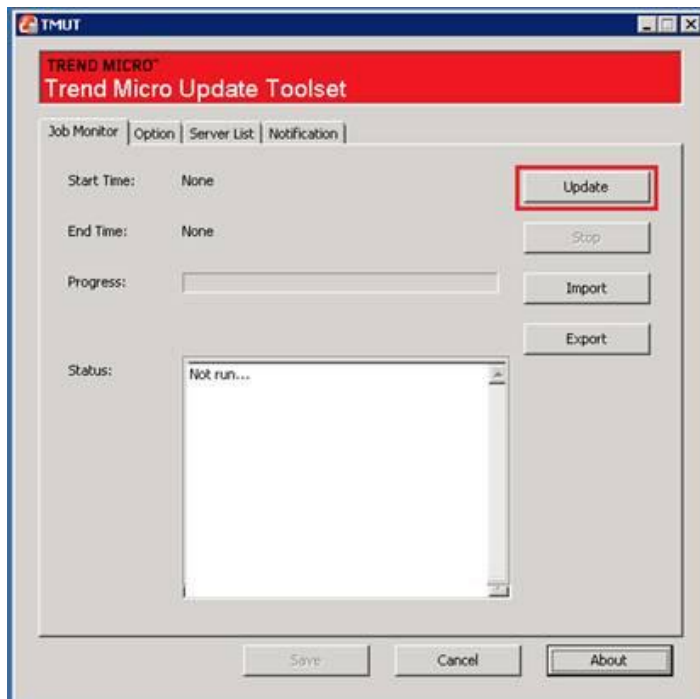 TMUT
TREND MICRO™
Trend Micro Update Toolset
Job Monitor Option Server List Notification
Start Time: None Update
End Time: None Stop
Progress: Import
Export
Status: Not run...
Save Cancel About